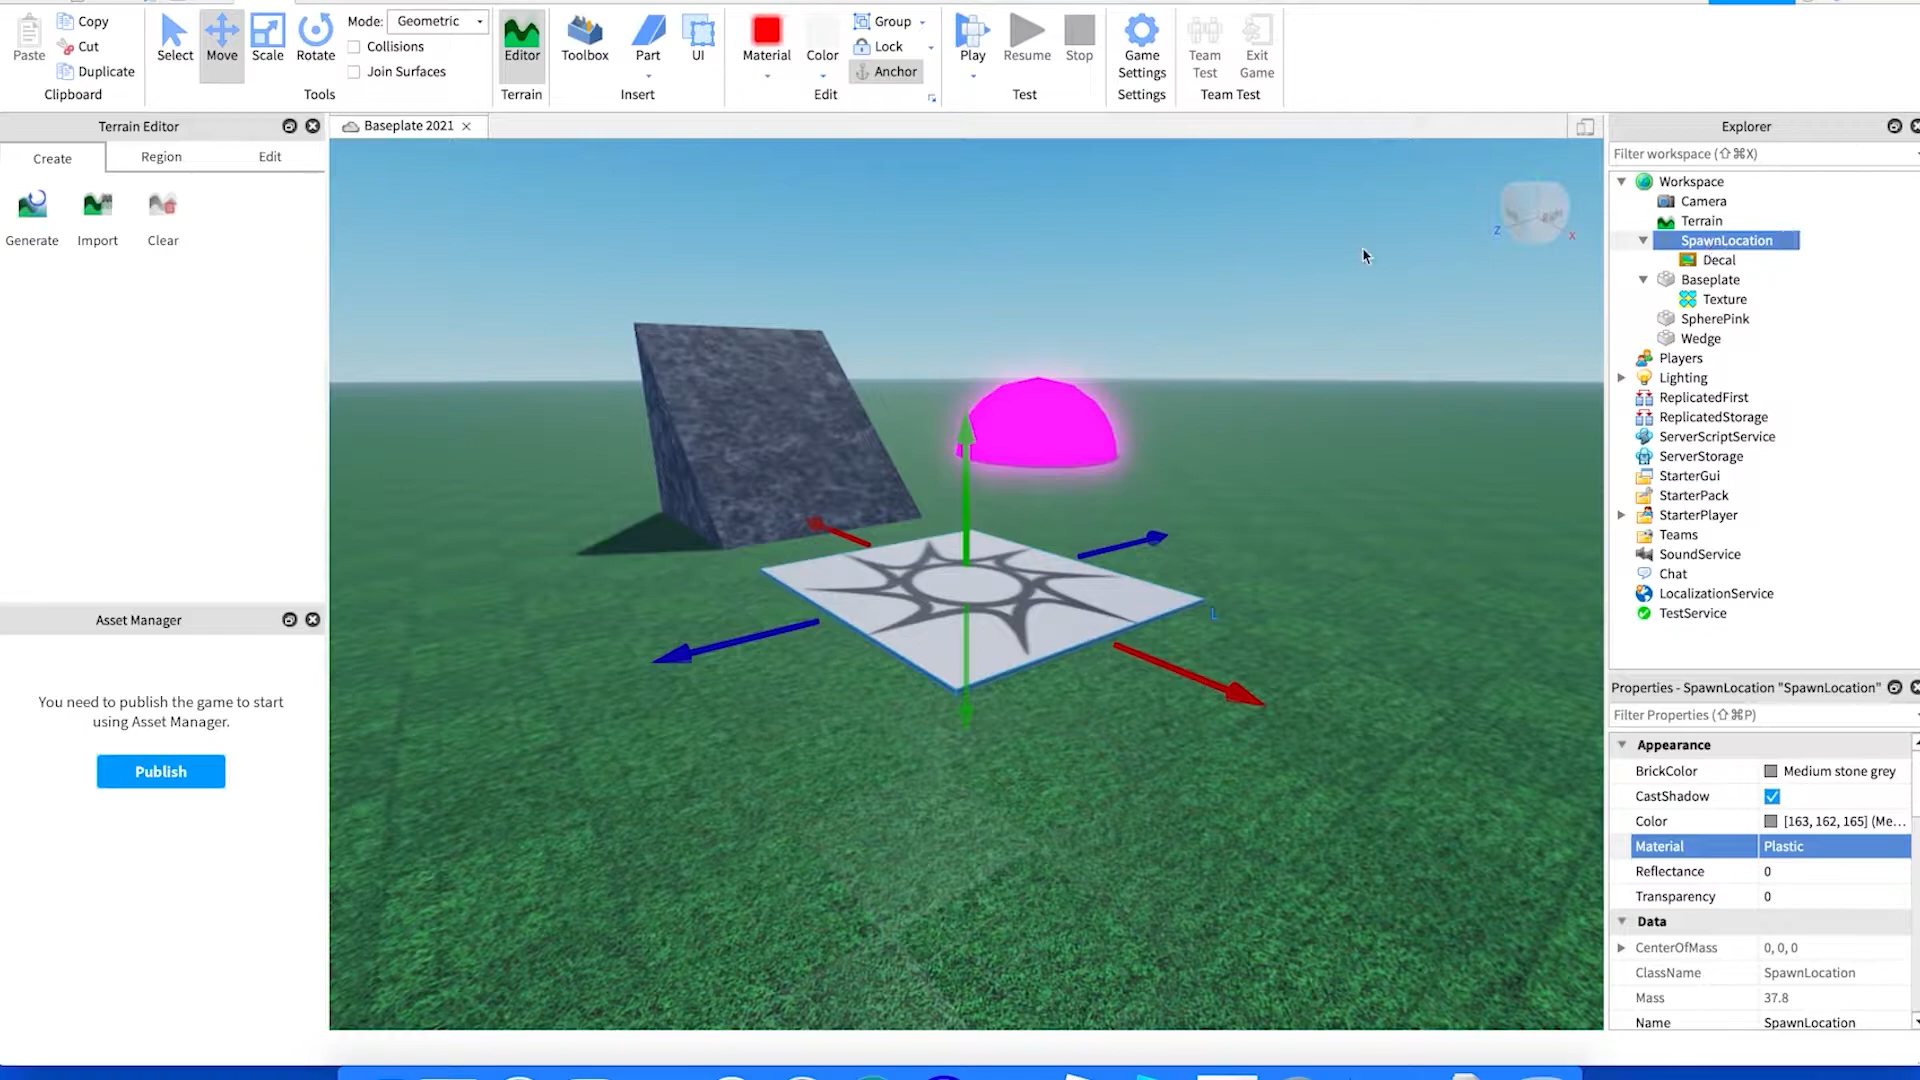 Paste
Copy
Cut
Duplicate
Clipboard
Select
Move
Scale
Rotate
Mode: Geometric
Collisions
Join Surfaces
Tools
Editor
Terrain
Toolbox
Part
UI
Insert
Material
Color
Group
Lock
Anchor
Edit
Play
Resume
Stop
Test
Game
Settings
Settings
Team
Test
Exit
Game
Team Test
Terrain Editor
Create Region Edit
Generate Import Clear
Asset Manager
You need to publish the game to start
using Asset Manager.
Publish
Baseplate 2021
Z
X
L
Explorer
Filter workspace (⇧⌘X)
Workspace
Camera
Terrain
SpawnLocation
Decal
Baseplate
Texture
SpherePink
Wedge
Players
Lighting
ReplicatedFirst
ReplicatedStorage
ServerScriptService
ServerStorage
StarterGui
StarterPack
StarterPlayer
Teams
SoundService
Chat
LocalizationService
TestService
Properties - SpawnLocation "SpawnLocation"
Filter Properties (⇧⌘P)
Appearance
BrickColor Medium stone grey
CastShadow
Color [163, 162, 165] (Me...
Material Plastic
Reflectance 0
Transparency 0
Data
CenterOfMass 0, 0, 0
ClassName SpawnLocation
Mass 37.8
Name SpawnLocation